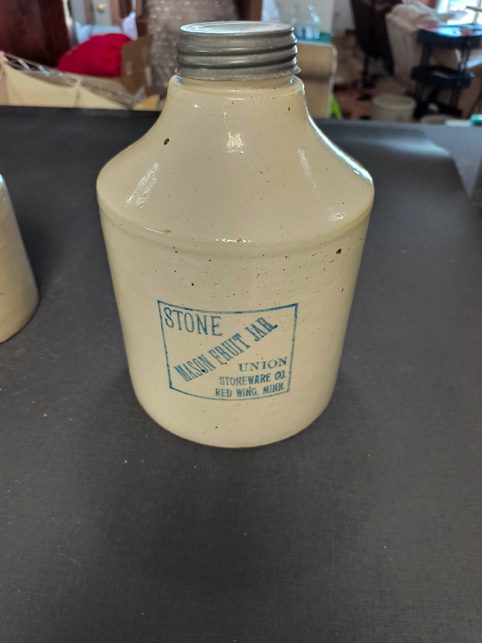 STONE
MASON FRUIT JAR
UNION
STONEWARE CO.
RED WING. MINN.